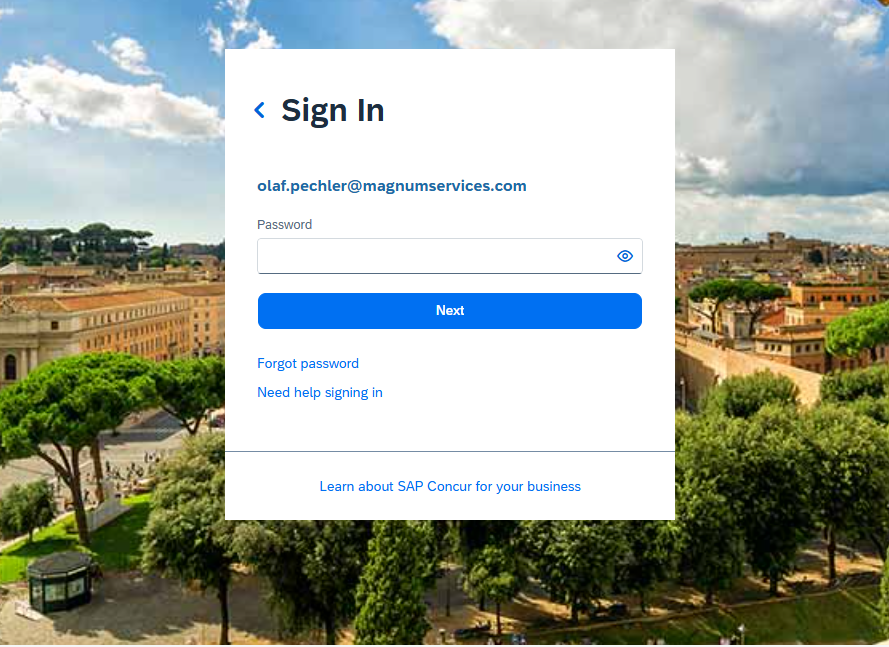 Sign In
olaf.pechler@magnumservices.com
Password
Next
Forgot password
Need help signing in
Learn about SAP Concur for your business